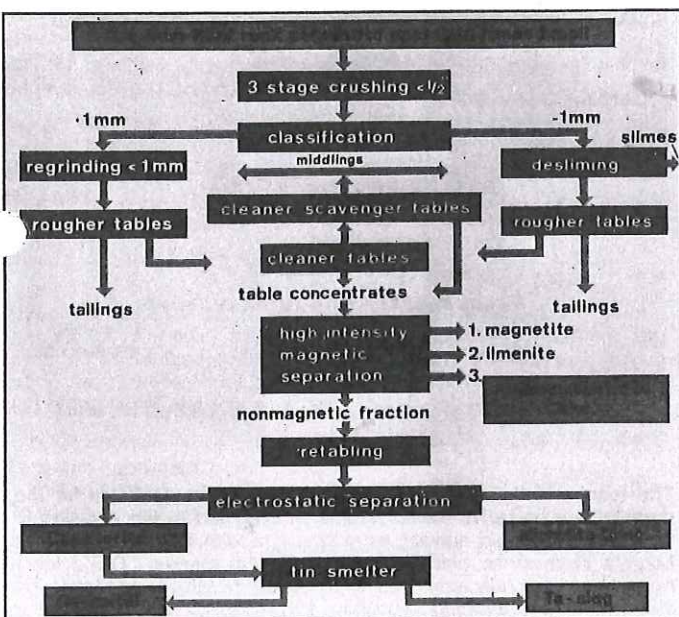 3 stage crushing <1/2"
·1mm
-1mm
classification
slimes
middlings
regrinding <1mm
desliming
cleaner scavenger tables
rougher tables
rougher tables
cleaner tables
table concentrates
tailings
tailings
high intensity
magnetic
separation
1. magnetite
2. ilmenite
3.
nonmagnetic fraction
retabling
electrostatic separation
tin smelter
Ta-slag